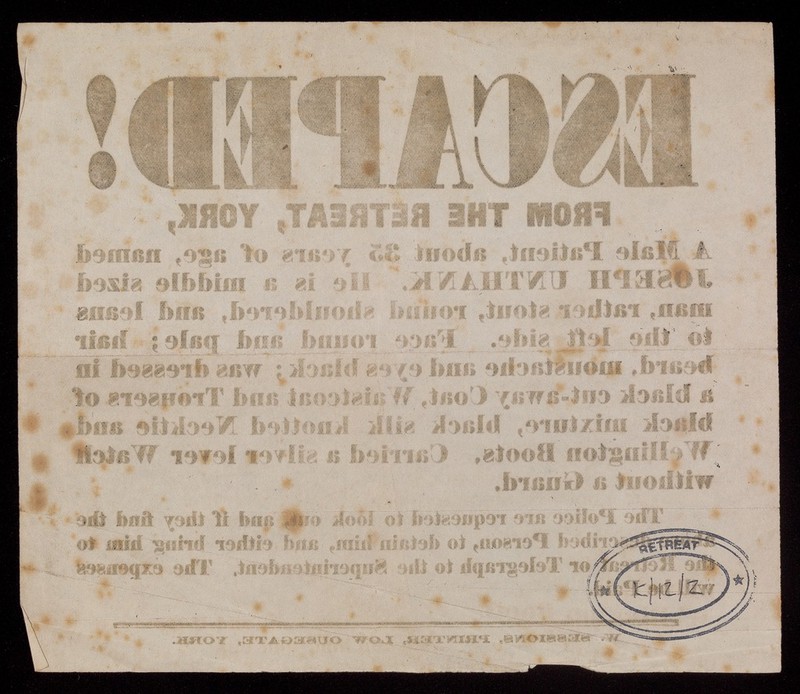 ESCAPED!
FROM THE RETREAT, YORK,
A Male Patient, about 35 years of age, named
JOSEPH UNTHANK. He is a middle sized
man, rather stout, round shouldered, and leans
to the left side. Face round and pale; hair
beard, moustache and eyes black; was dressed in
a black cut-away Coat, Waistcoat and Trousers of
black mixture, black silk knotted Necktie and
Wellington Boots. Carried a silver lever Watch
without a Guard.
The Police are requested to look out, and if they find the
described Person, to detain him, and either bring him to
the Retreat or Telegraph to the Superintendent. The expenses
will be Paid.
RETREAT
K/12/2
W. SESSIONS, PRINTER, LOW OUSEGATE, YORK.